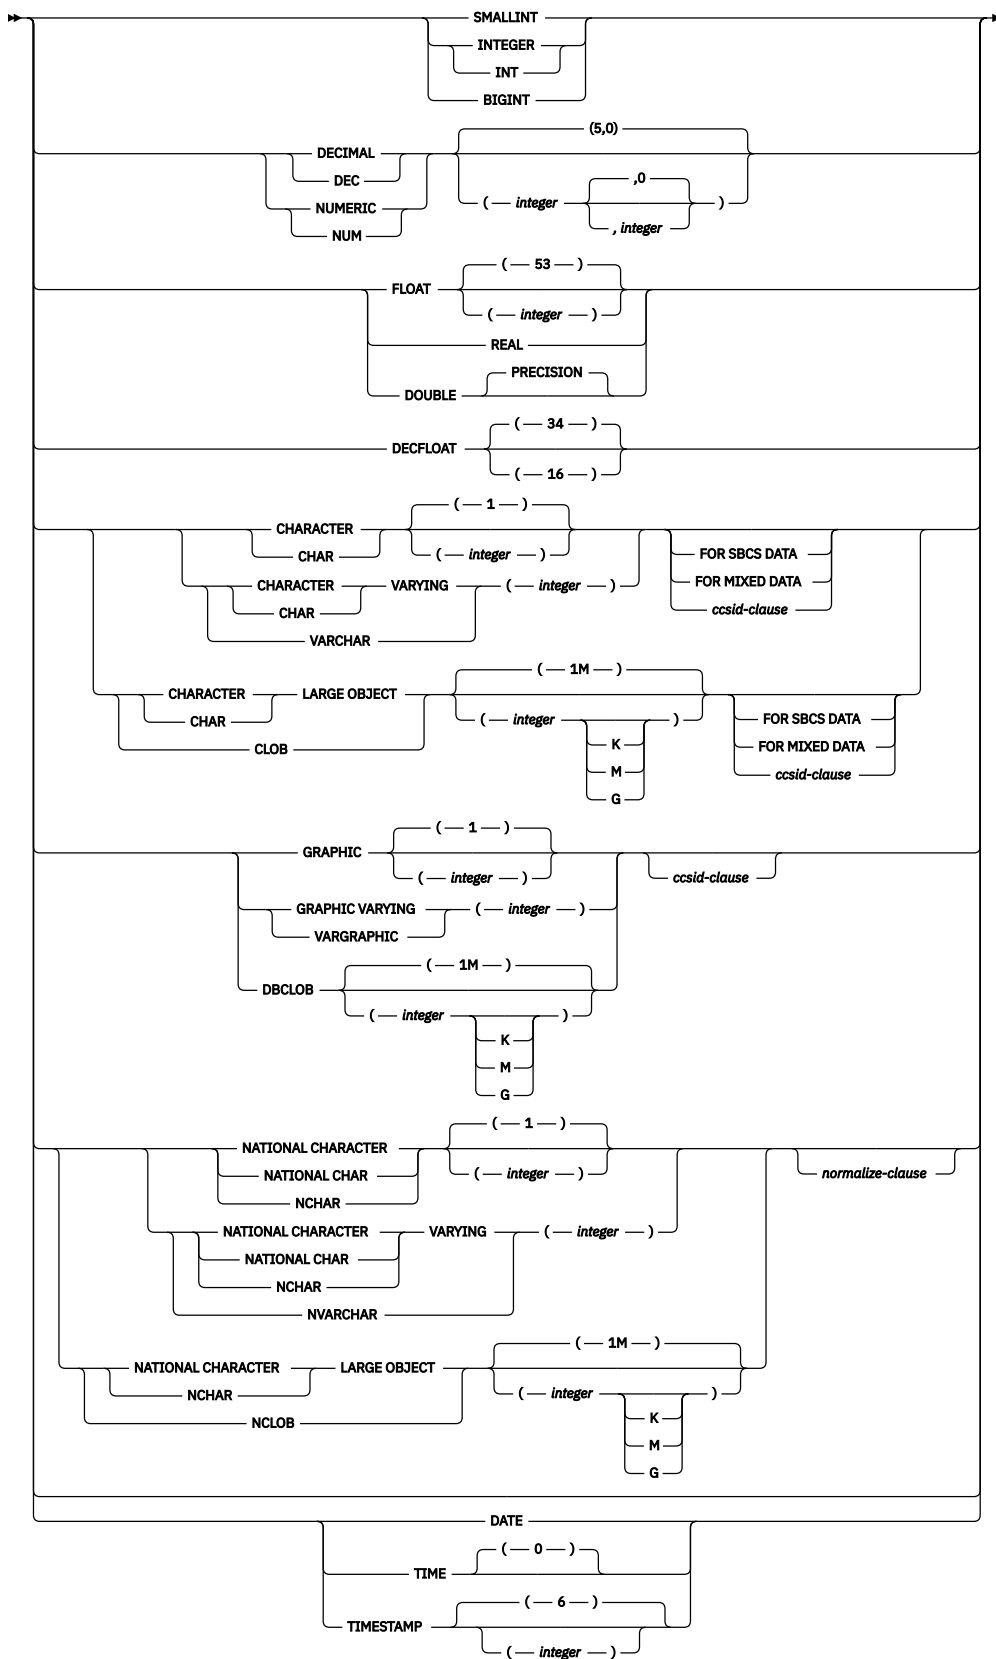 SMALLINT
INTEGER
INT
BIGINT
(5,0)
DECIMAL
DEC
,0
NUMERIC
( integer )
NUM
, integer
( 53 )
FLOAT
( integer )
REAL
PRECISION
DOUBLE
( 34 )
DECFLOAT
( 16 )
( 1 )
CHARACTER
CHAR
( integer )
FOR SBCS DATA
FOR MIXED DATA
CHARACTER VARYING ( integer )
CHAR
ccsid-clause
VARCHAR
( 1M )
CHARACTER LARGE OBJECT
CHAR
( integer )
FOR SBCS DATA
CLOB
K
FOR MIXED DATA
M
ccsid-clause
G
( 1 )
GRAPHIC
( integer )
ccsid-clause
GRAPHIC VARYING ( integer )
VARGRAPHIC
( 1M )
DBCLOB
( integer )
K
M
G
( 1 )
NATIONAL CHARACTER
NATIONAL CHAR
( integer )
normalize-clause
NCHAR
NATIONAL CHARACTER VARYING ( integer )
NATIONAL CHAR
NCHAR
NVARCHAR
( 1M )
NATIONAL CHARACTER LARGE OBJECT
NCHAR
( integer )
NCLOB
K
M
G
DATE
( 0 )
TIME
( 6 )
TIMESTAMP
( integer )